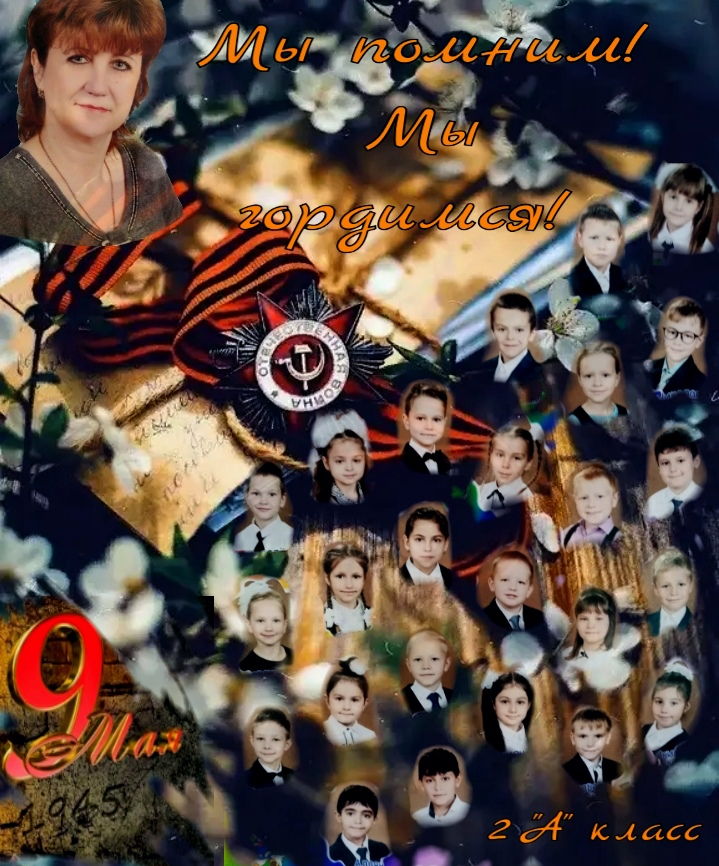 Мы помним!
Мы
гордимся!
ОТЕЧЕСТВЕННАЯ ВОЙНА
9
Мая
1945
2 "А" класс